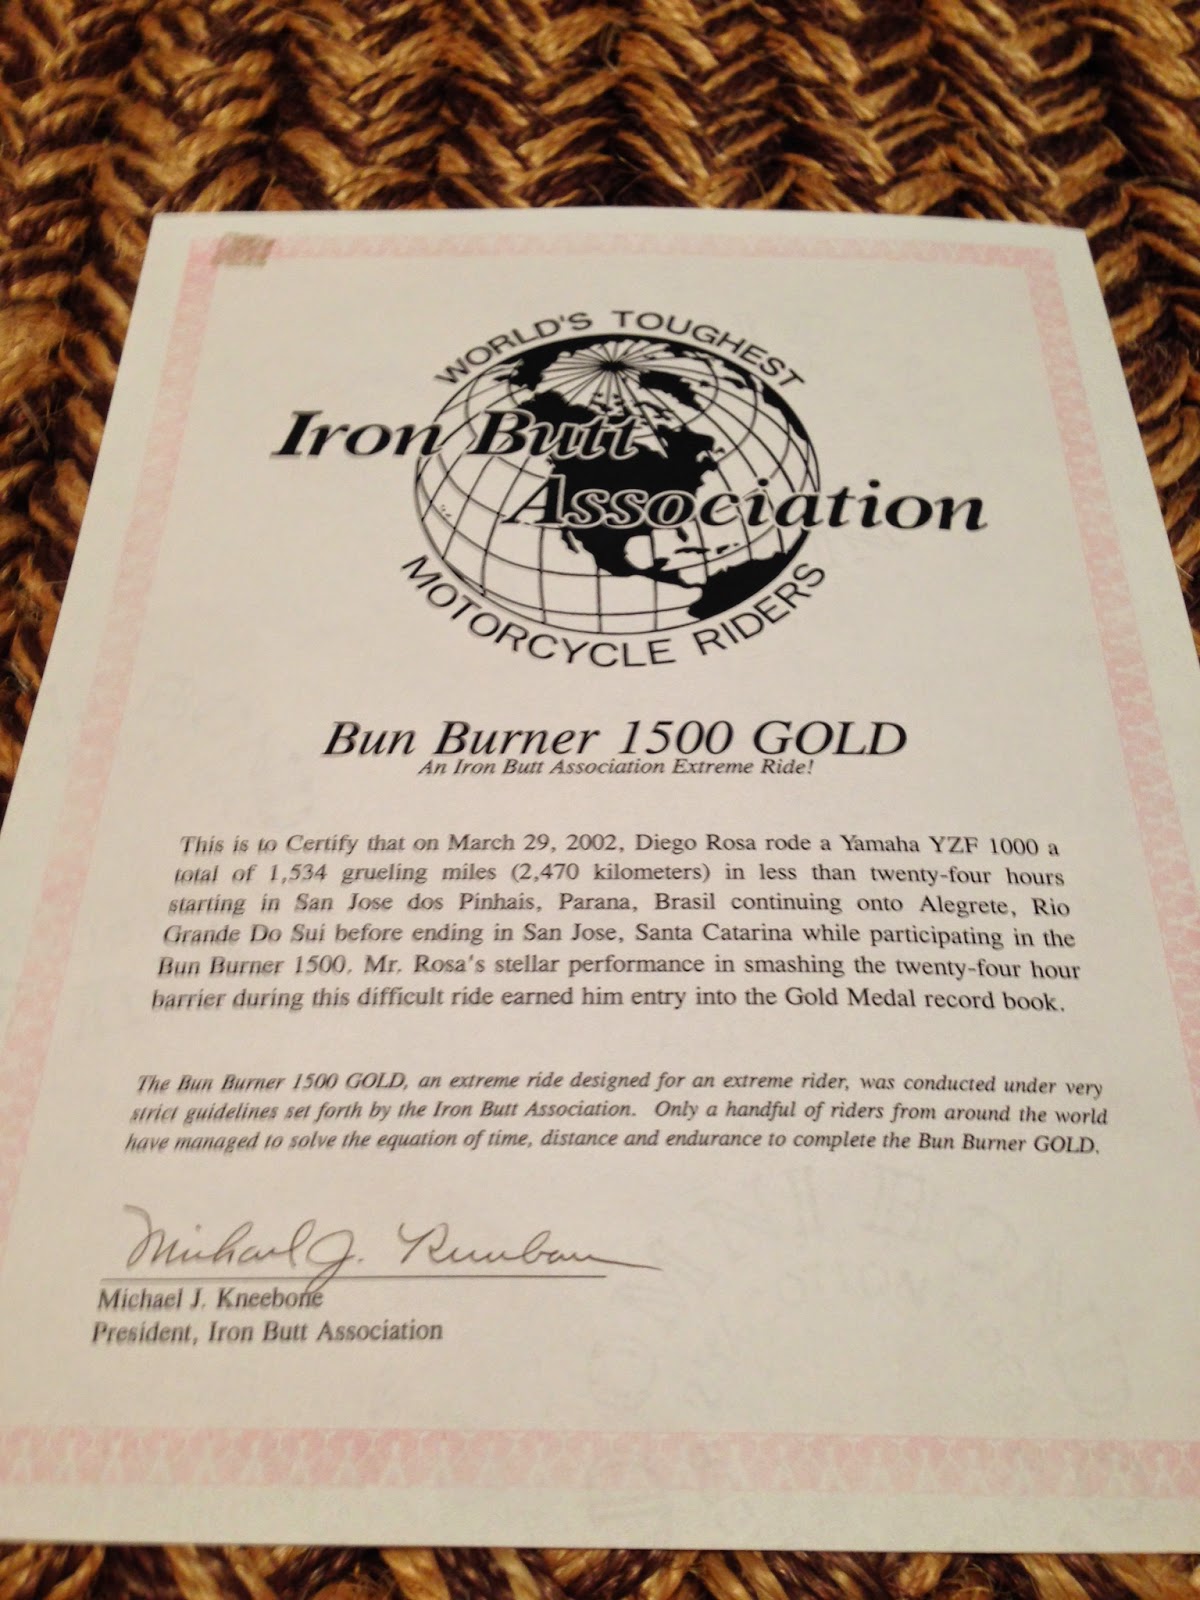 WORLD'S TOUGHEST
Iron Butt
Association
MOTORCYCLE RIDERS
Bun Burner 1500 GOLD
An Iron Butt Association Extreme Ride!
This is to Certify that on March 29, 2002, Diego Rosa rode a Yamaha YZF 1000 a
total of 1,534 grueling miles (2,470 kilometers) in less than twenty-four hours
starting in San Jose dos Pinhais, Parana, Brasil continuing onto Alegrete, Rio
Grande Do Sui before ending in San Jose, Santa Catarina while participating in the
Bun Burner 1500. Mr. Rosa's stellar performance in smashing the twenty-four hour
barrier during this difficult ride earned him entry into the Gold Medal record book.
The Bun Burner 1500 GOLD, an extreme ride designed for an extreme rider, was conducted under very
strict guidelines set forth by the Iron Butt Association. Only a handful of riders from around the world
have managed to solve the equation of time, distance and endurance to complete the Bun Burner GOLD.
Michael J. Kneebone
Michael J. Kneebone
President, Iron Butt Association